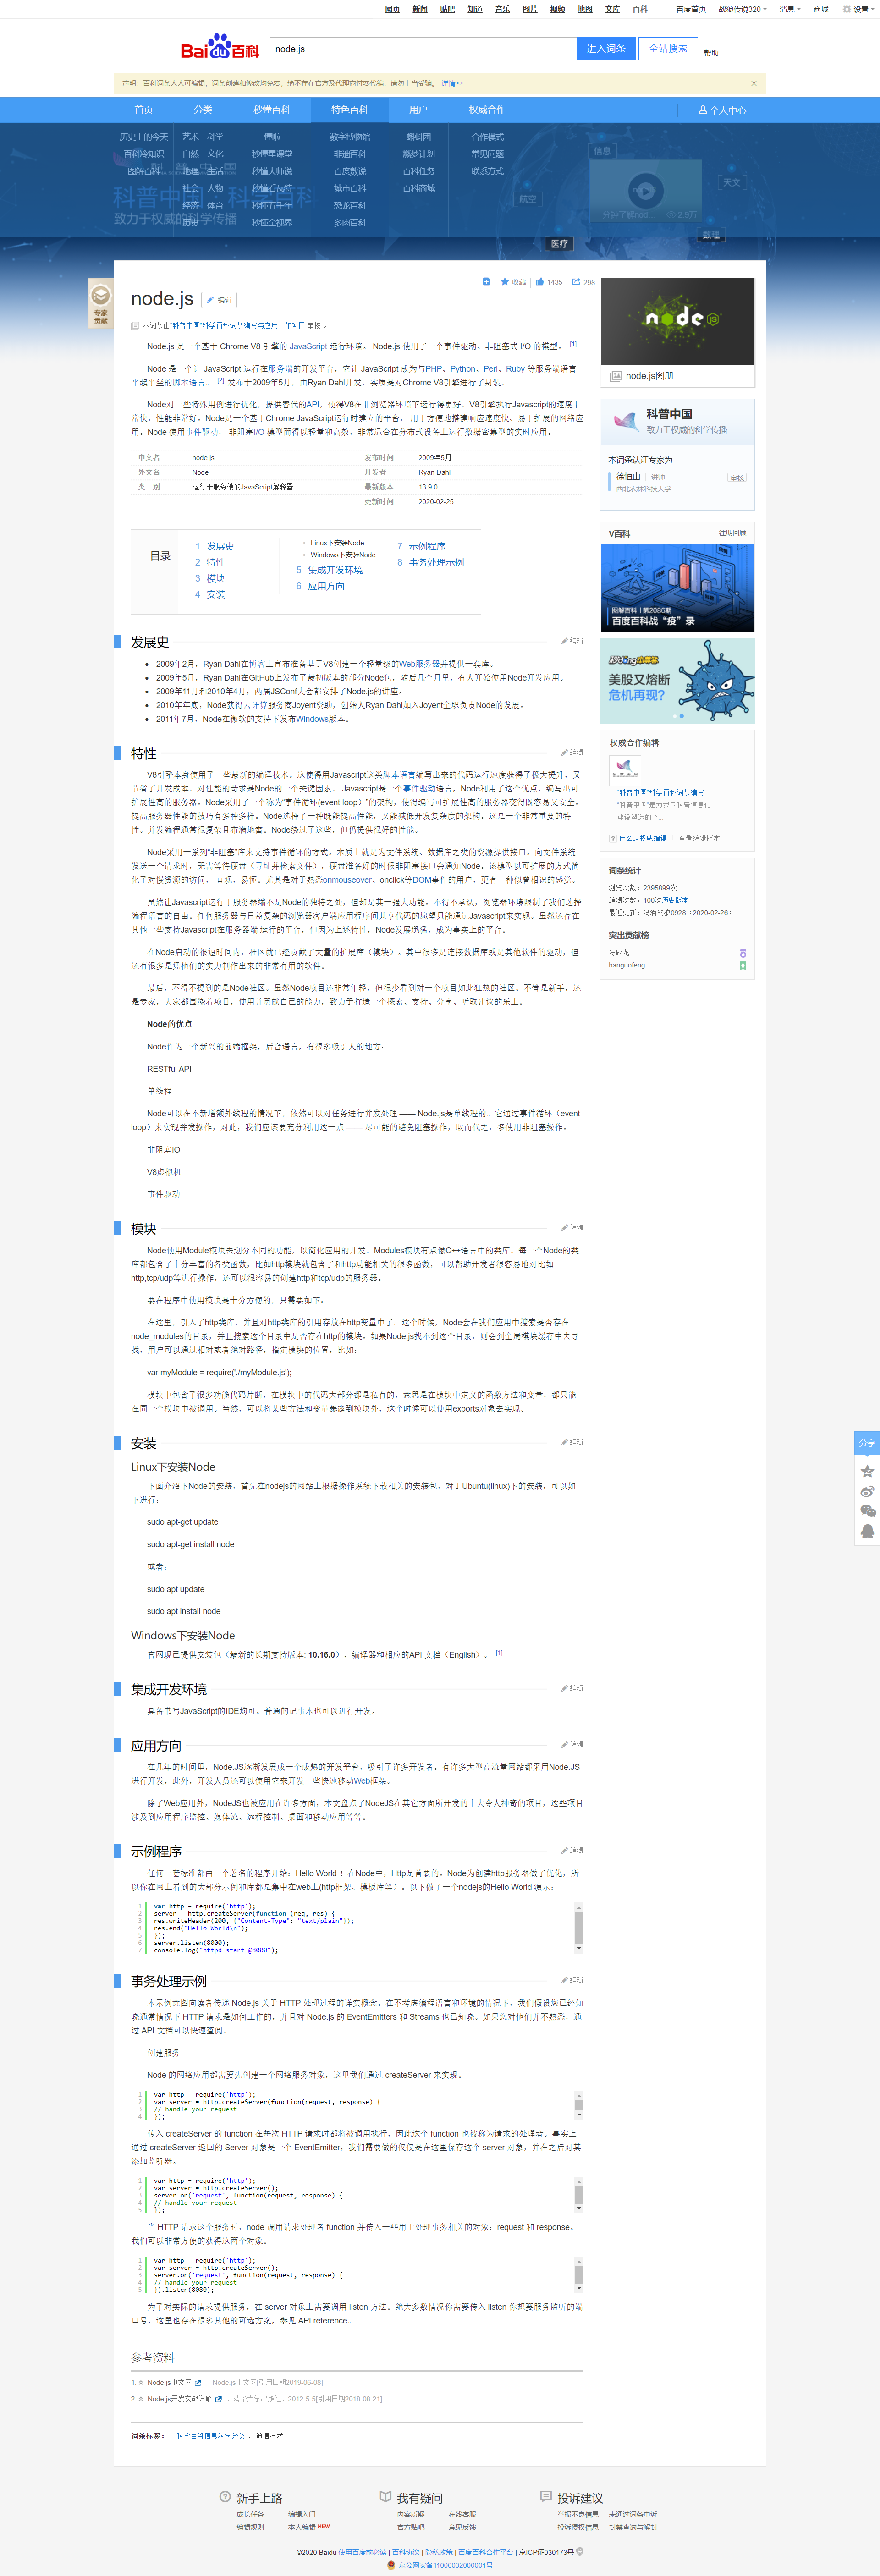 网页 新闻 贴吧 知道 音乐 图片 视频 地图 文库 百科 百度首页 战狼传说320 消息 商城 设置
Bai du 百科 node.js 进入词条 全站搜索 帮助
声明：百科词条人人可编辑，词条创建和修改均免费，绝不存在官方及代理商付费代编，请勿上当受骗。 详情>>
首页 分类 秒懂百科 特色百科 用户 权威合作 个人中心
历史上的今天 艺术 科学 懂啦 数字博物馆 蝌蚪团 合作模式
百科冷知识 自然 文化 秒懂星课堂 非遗百科 燃梦计划 常见问题
图解百科 地理 生活 秒懂大师说 百度数说 百科任务 联系方式
社会 人物 秒懂看瓦特 城市百科 百科商城
经济 体育 秒懂五千年 恐龙百科
历史 秒懂全视界 多肉百科
致力于权威的科学传播
信息
天文
航空
数理
医疗
专家
贡献
node.js 编辑
收藏 1435 298
本词条由“科普中国”科学百科词条编写与应用工作项目 审核 。
Node.js 是一个基于 Chrome V8 引擎的 JavaScript 运行环境。 Node.js 使用了一个事件驱动、非阻塞式 I/O 的模型。 [1]
Node 是一个让 JavaScript 运行在服务端的开发平台，它让 JavaScript 成为与PHP、Python、Perl、Ruby 等服务端语言
平起平坐的脚本语言。 [2] 发布于2009年5月，由Ryan Dahl开发，实质是对Chrome V8引擎进行了封装。
Node对一些特殊用例进行优化，提供替代的API，使得V8在非浏览器环境下运行得更好。V8引擎执行Javascript的速度非
常快，性能非常好。Node是一个基于Chrome JavaScript运行时建立的平台， 用于方便地搭建响应速度快、易于扩展的网络应
用。Node 使用事件驱动， 非阻塞I/O 模型而得以轻量和高效，非常适合在分布式设备上运行数据密集型的实时应用。
中文名 node.js 发布时间 2009年5月
外文名 Node 开发者 Ryan Dahl
类 别 运行于服务端的JavaScript解释器 最新版本 13.9.0
更新时间 2020-02-25
目录
1 发展史
2 特性
3 模块
4 安装
Linux下安装Node
Windows下安装Node
5 集成开发环境
6 应用方向
7 示例程序
8 事务处理示例
发展史 编辑
2009年2月，Ryan Dahl在博客上宣布准备基于V8创建一个轻量级的Web服务器并提供一套库。
2009年5月，Ryan Dahl在GitHub上发布了最初版本的部分Node包，随后几个月里，有人开始使用Node开发应用。
2009年11月和2010年4月，两届JSConf大会都安排了Node.js的讲座。
2010年年底，Node获得云计算服务商Joyent资助，创始人Ryan Dahl加入Joyent全职负责Node的发展。
2011年7月，Node在微软的支持下发布Windows版本。
特性 编辑
V8引擎本身使用了一些最新的编译技术。这使得用Javascript这类脚本语言编写出来的代码运行速度获得了极大提升，又
节省了开发成本。对性能的苛求是Node的一个关键因素。 Javascript是一个事件驱动语言，Node利用了这个优点，编写出可
扩展性高的服务器。Node采用了一个称为“事件循环(event loop）”的架构，使得编写可扩展性高的服务器变得既容易又安全。
提高服务器性能的技巧有多种多样。Node选择了一种既能提高性能，又能减低开发复杂度的架构。这是一个非常重要的特
性。并发编程通常很复杂且布满地雷。Node绕过了这些，但仍提供很好的性能。
Node采用一系列“非阻塞”库来支持事件循环的方式。本质上就是为文件系统、数据库之类的资源提供接口。向文件系统
发送一个请求时，无需等待硬盘（寻址并检索文件），硬盘准备好的时候非阻塞接口会通知Node。该模型以可扩展的方式简
化了对慢资源的访问， 直观，易懂。尤其是对于熟悉onmouseover、onclick等DOM事件的用户，更有一种似曾相识的感觉。
虽然让Javascript运行于服务器端不是Node的独特之处，但却是其一强大功能。不得不承认，浏览器环境限制了我们选择
编程语言的自由。任何服务器与日益复杂的浏览器客户端应用程序间共享代码的愿望只能通过Javascript来实现。虽然还存在
其他一些支持Javascript在服务器端 运行的平台，但因为上述特性，Node发展迅猛，成为事实上的平台。
在Node启动的很短时间内，社区就已经贡献了大量的扩展库（模块）。其中很多是连接数据库或是其他软件的驱动，但
还有很多是凭他们的实力制作出来的非常有用的软件。
最后，不得不提到的是Node社区。虽然Node项目还非常年轻，但很少看到对一个项目如此狂热的社区。不管是新手，还
是专家，大家都围绕着项目，使用并贡献自己的能力，致力于打造一个探索、支持、分享、听取建议的乐土。
Node的优点
Node作为一个新兴的前端框架，后台语言，有很多吸引人的地方：
RESTful API
单线程
Node可以在不新增额外线程的情况下，依然可以对任务进行并发处理 —— Node.js是单线程的。它通过事件循环（event
loop）来实现并发操作，对此，我们应该要充分利用这一点 —— 尽可能的避免阻塞操作，取而代之，多使用非阻塞操作。
非阻塞IO
V8虚拟机
事件驱动
模块 编辑
Node使用Module模块去划分不同的功能，以简化应用的开发。Modules模块有点像C++语言中的类库。每一个Node的类
库都包含了十分丰富的各类函数，比如http模块就包含了和http功能相关的很多函数，可以帮助开发者很容易地对比如
http,tcp/udp等进行操作，还可以很容易的创建http和tcp/udp的服务器。
要在程序中使用模块是十分方便的，只需要如下：
在这里，引入了http类库，并且对http类库的引用存放在http变量中了。这个时候，Node会在我们应用中搜索是否存在
node_modules的目录，并且搜索这个目录中是否存在http的模块。如果Node.js找不到这个目录，则会到全局模块缓存中去寻
找，用户可以通过相对或者绝对路径，指定模块的位置，比如：
var myModule = require('./myModule.js');
模块中包含了很多功能代码片断，在模块中的代码大部分都是私有的，意思是在模块中定义的函数方法和变量，都只能
在同一个模块中被调用。当然，可以将某些方法和变量暴露到模块外，这个时候可以使用exports对象去实现。
安装 编辑
Linux下安装Node
下面介绍下Node的安装，首先在nodejs的网站上根据操作系统下载相关的安装包，对于Ubuntu(linux)下的安装，可以如
下进行：
sudo apt-get update
sudo apt-get install node
或者：
sudo apt update
sudo apt install node
Windows下安装Node
官网现已提供安装包（最新的长期支持版本: 10.16.0）、编译器和相应的API 文档（English）。 [1]
集成开发环境 编辑
具备书写JavaScript的IDE均可，普通的记事本也可以进行开发。
应用方向 编辑
在几年的时间里，Node.JS逐渐发展成一个成熟的开发平台，吸引了许多开发者。有许多大型高流量网站都采用Node.JS
进行开发，此外，开发人员还可以使用它来开发一些快速移动Web框架。
除了Web应用外，NodeJS也被应用在许多方面，本文盘点了NodeJS在其它方面所开发的十大令人神奇的项目，这些项目
涉及到应用程序监控、媒体流、远程控制、桌面和移动应用等等。
示例程序 编辑
任何一套标准都由一个著名的程序开始：Hello World ！在Node中，Http是首要的。Node为创建http服务器做了优化，所
以你在网上看到的大部分示例和库都是集中在web上(http框架、模板库等）。以下做了一个nodejs的Hello World 演示：
1 var http = require('http');
2 server = http.createServer(function (req, res) {
3 res.writeHeader(200, {"Content-Type": "text/plain"});
4 res.end("Hello World\n");
5 });
6 server.listen(8000);
7 console.log("httpd start @8000");
事务处理示例 编辑
本示例意图向读者传递 Node.js 关于 HTTP 处理过程的详实概念。在不考虑编程语言和环境的情况下，我们假设您已经知
晓通常情况下 HTTP 请求是如何工作的，并且对 Node.js 的 EventEmitters 和 Streams 也已知晓。如果您对他们并不熟悉，通
过 API 文档可以快速查阅。
创建服务
Node 的网络应用都需要先创建一个网络服务对象，这里我们通过 createServer 来实现。
1 var http = require('http');
2 var server = http.createServer(function(request, response) {
3 // handle your request
4 });
传入 createServer 的 function 在每次 HTTP 请求时都将被调用执行，因此这个 function 也被称为请求的处理者。事实上
通过 createServer 返回的 Server 对象是一个 EventEmitter，我们需要做的仅仅是在这里保存这个 server 对象，并在之后对其
添加监听器。
1 var http = require('http');
2 var server = http.createServer();
3 server.on('request', function(request, response) {
4 // handle your request
5 });
当 HTTP 请求这个服务时，node 调用请求处理者 function 并传入一些用于处理事务相关的对象：request 和 response。
我们可以非常方便的获得这两个对象。
1 var http = require('http');
2 var server = http.createServer();
3 server.on('request', function(request, response) {
4 // handle your request
5 }).listen(8080);
为了对实际的请求提供服务，在 server 对象上需要调用 listen 方法。绝大多数情况你需要传入 listen 你想要服务监听的端
口号，这里也存在很多其他的可选方案，参见 API reference。
参考资料
1. Node.js中文网 ．Node.js中文网[引用日期2019-06-08]
2. Node.js开发实战详解 ．清华大学出版社．2012-5-5[引用日期2018-08-21]
词条标签： 科学百科信息科学分类 ， 通信技术
node js
node.js图册
科普中国
致力于权威的科学传播
本词条认证专家为
徐恒山 讲师 审核
西北农林科技大学
V百科 往期回顾
图解百科 | 第2086期
百度百科战“疫”录
美股又熔断
危机再现？
权威合作编辑
“科普中国”科学百科词条编写...
“科普中国”是为我国科普信息化
建设塑造的全...
什么是权威编辑 查看编辑版本
词条统计
浏览次数：2395899次
编辑次数：100次历史版本
最近更新：喝酒的狼0928（2020-02-26）
突出贡献榜
冷威龙
hanguofeng
分享
新手上路 我有疑问 投诉建议
成长任务 编辑入门 内容质疑 在线客服 举报不良信息 未通过词条申诉
编辑规则 本人编辑 NEW 官方贴吧 意见反馈 投诉侵权信息 封禁查询与解封
©2020 Baidu 使用百度前必读 | 百科协议 | 隐私政策 | 百度百科合作平台 | 京ICP证030173号
京公网安备11000002000001号